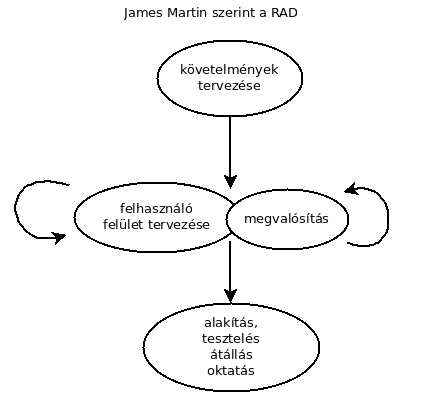 James Martin szerint a RAD
követelmények
tervezése
felhasználó
felület tervezése
megvalósítás
alakítás,
tesztelés
átállás
oktatás